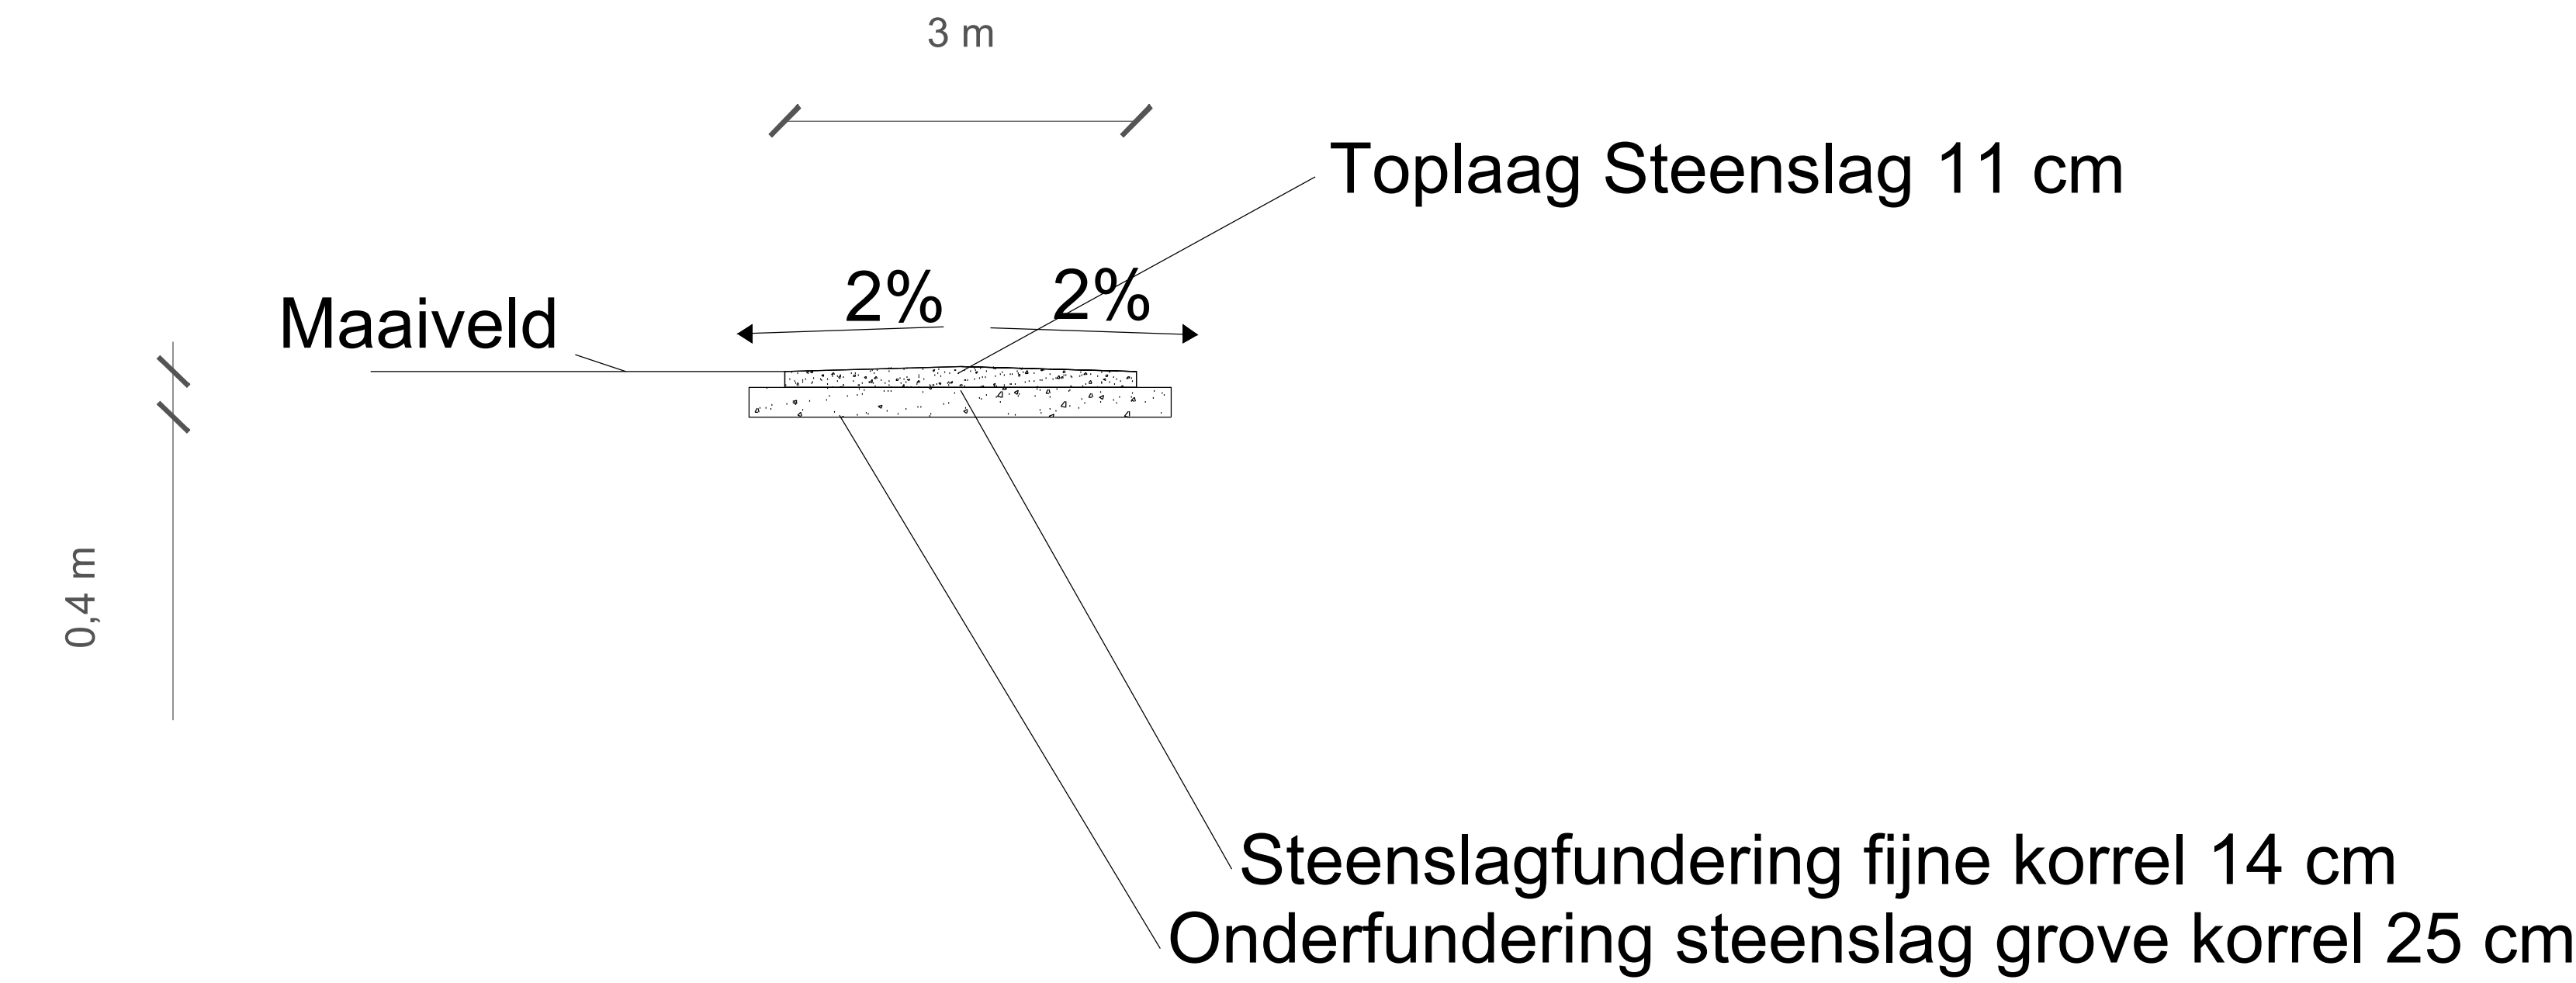 3 m
Toplaag Steenslag 11 cm
2%
2%
Maaiveld
0,4 m
Steenslagfundering fijne korrel 14 cm
Onderfundering steenslag grove korrel 25 cm